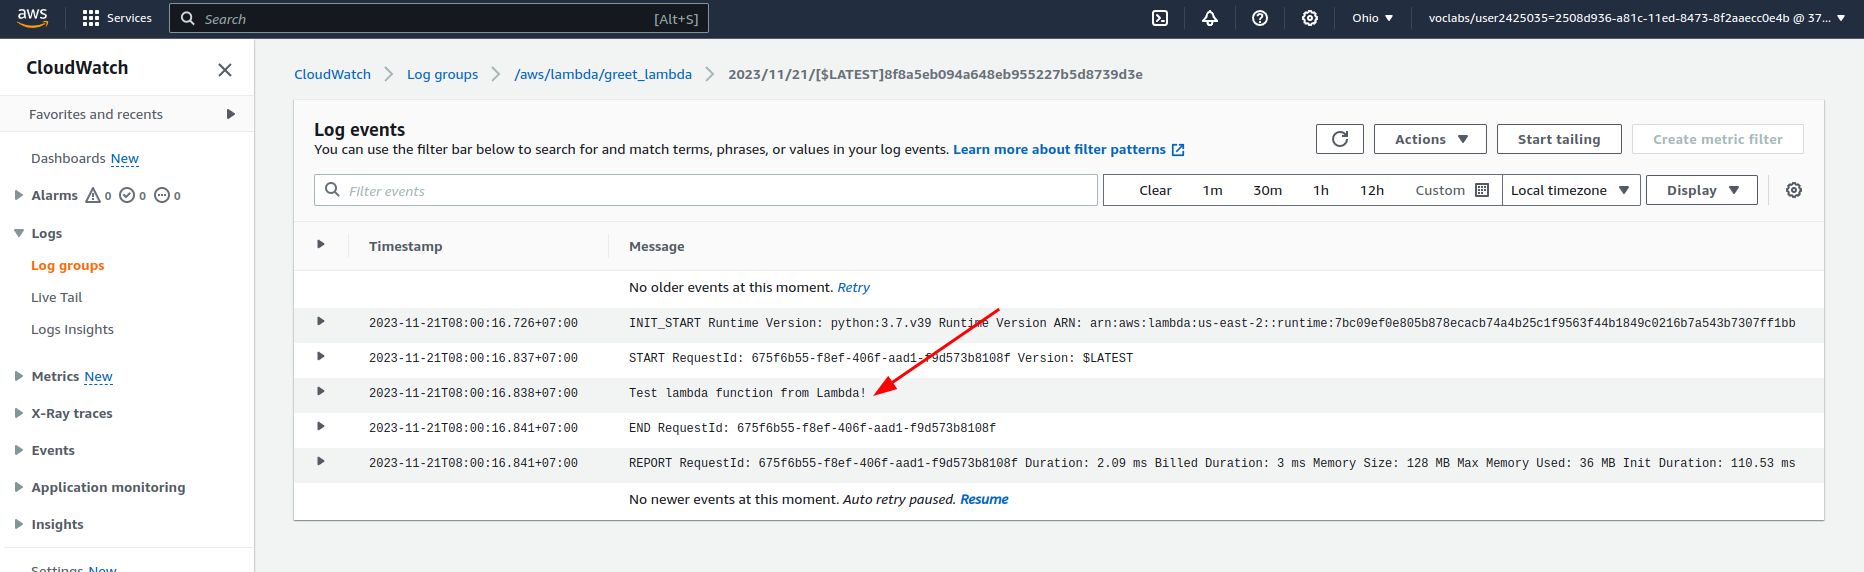 aws
Services
Search
[Alt+S]
Ohio
voclabs/user2425035=2508d936-a81c-11ed-8473-8f2aaecc0e4b @ 37...
CloudWatch
Favorites and recents
Dashboards New
Alarms 0 0 0
Logs
Log groups
Live Tail
Logs Insights
Metrics New
X-Ray traces
Events
Application monitoring
Insights
Settings New
CloudWatch
Log groups
/aws/lambda/greet_lambda
2023/11/21/[$LATEST]8f8a5eb094a648eb955227b5d8739d3e
Log events
You can use the filter bar below to search for and match terms, phrases, or values in your log events. Learn more about filter patterns
Actions
Start tailing
Create metric filter
Filter events
Clear
1m
30m
1h
12h
Custom
Local timezone
Display
Timestamp
Message
No older events at this moment. Retry
2023-11-21T08:00:16.726+07:00 INIT_START Runtime Version: python:3.7.v39 Runtime Version ARN: arn:aws:lambda:us-east-2::runtime:7bc09ef0e805b878ecacb74a4b25c1f9563f44b1849c0216b7a543b7307ff1bb
2023-11-21T08:00:16.837+07:00 START RequestId: 675f6b55-f8ef-406f-aad1-f9d573b8108f Version: $LATEST
2023-11-21T08:00:16.838+07:00 Test lambda function from Lambda!
2023-11-21T08:00:16.841+07:00 END RequestId: 675f6b55-f8ef-406f-aad1-f9d573b8108f
2023-11-21T08:00:16.841+07:00 REPORT RequestId: 675f6b55-f8ef-406f-aad1-f9d573b8108f Duration: 2.09 ms Billed Duration: 3 ms Memory Size: 128 MB Max Memory Used: 36 MB Init Duration: 110.53 ms
No newer events at this moment. Auto retry paused. Resume